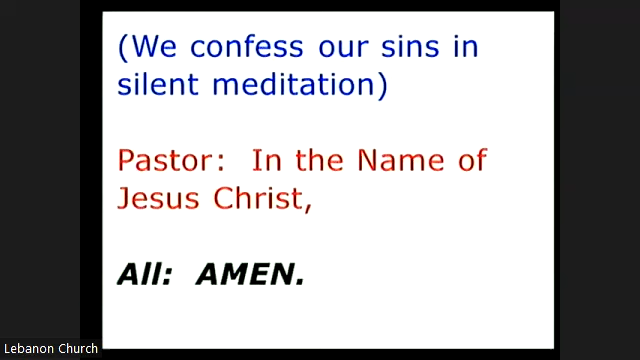 (We confess our sins in
silent meditation)
Pastor:  In the Name of
Jesus Christ,
All:  AMEN.
Lebanon Church